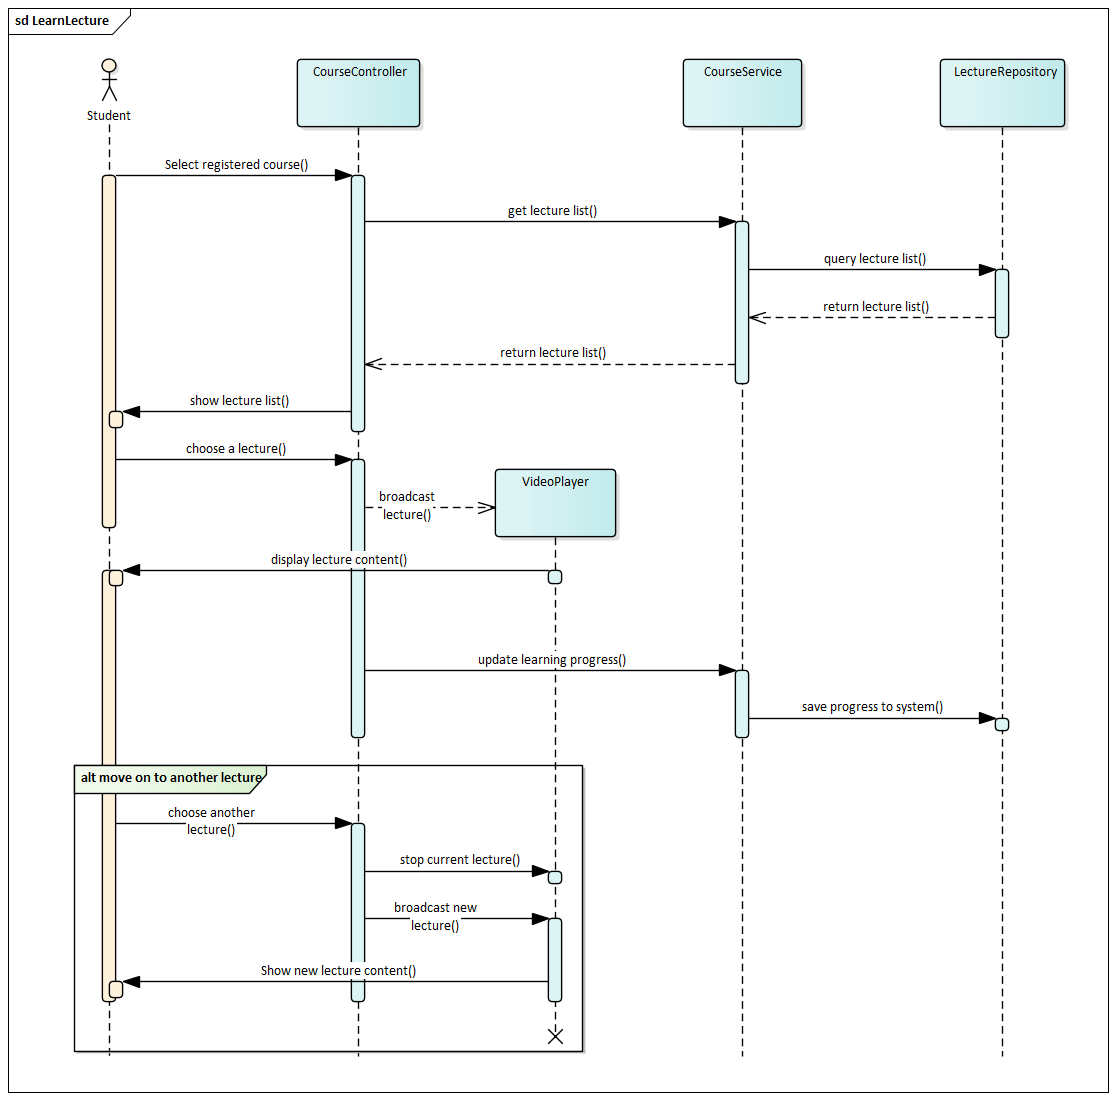 sd LearnLecture
Student
CourseController
CourseService
LectureRepository
Select registered course()
get lecture list()
query lecture list()
return lecture list()
return lecture list()
show lecture list()
choose a lecture()
VideoPlayer
broadcast
lecture()
display lecture content()
update learning progress()
save progress to system()
alt move on to another lecture
choose another
lecture()
stop current lecture()
broadcast new
lecture()
Show new lecture content()